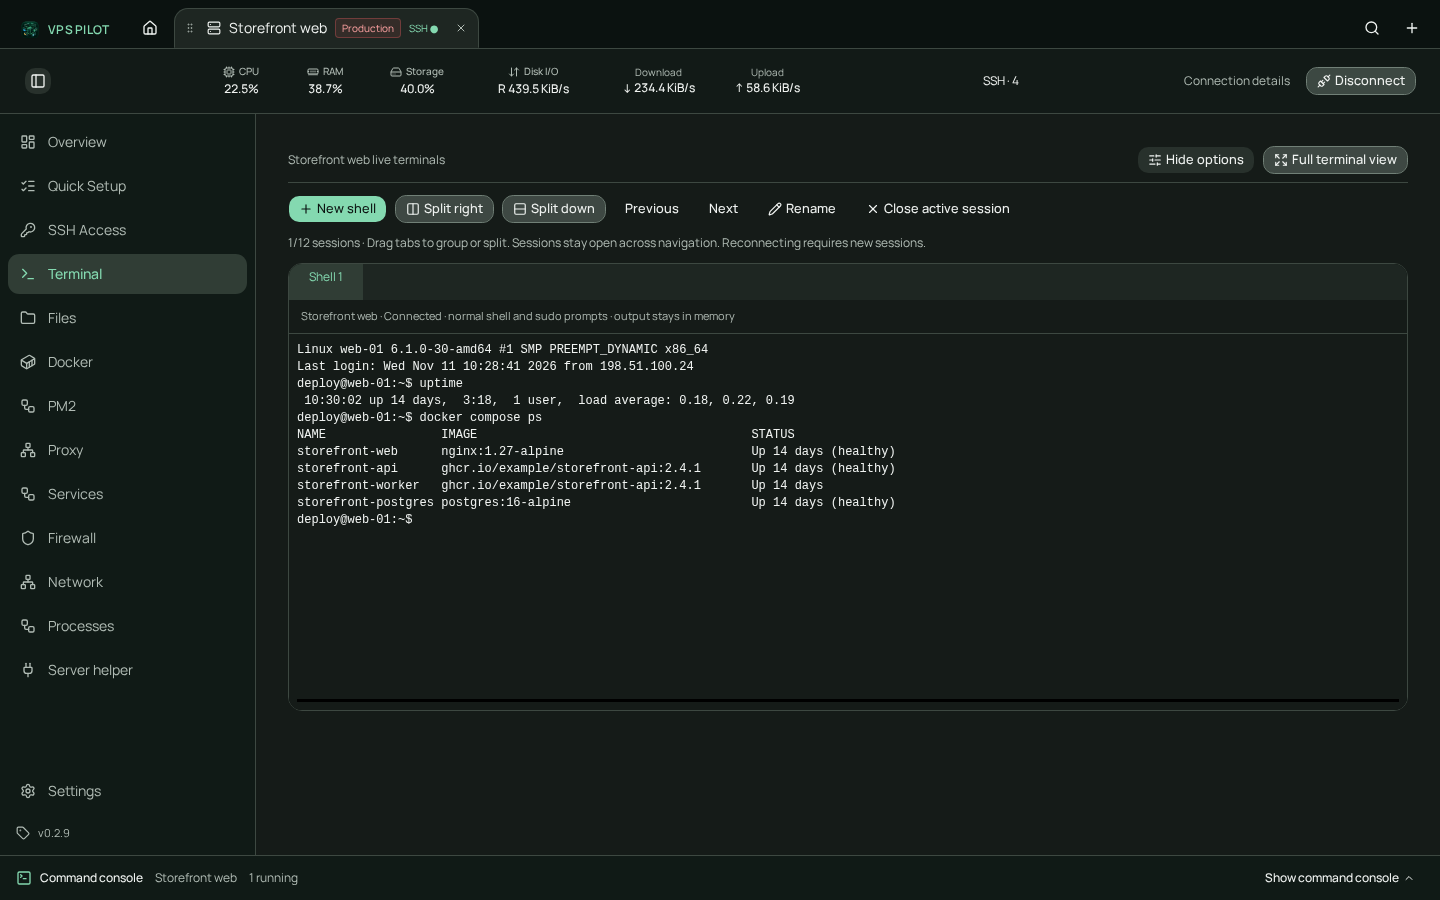 VPS PILOT
Storefront web Production SSH
CPU 22.5%
RAM 38.7%
Storage 40.0%
Disk I/O R 439.5 KiB/s
Download ↓ 234.4 KiB/s
Upload ↑ 58.6 KiB/s
SSH · 4
Connection details Disconnect
Overview
Quick Setup
SSH Access
Terminal
Files
Docker
PM2
Proxy
Services
Firewall
Network
Processes
Server helper
Settings
v0.2.9
Storefront web live terminals Hide options Full terminal view
New shell Split right Split down Previous Next Rename Close active session
1/12 sessions · Drag tabs to group or split. Sessions stay open across navigation. Reconnecting requires new sessions.
Shell 1
Storefront web · Connected · normal shell and sudo prompts · output stays in memory
Linux web-01 6.1.0-30-amd64 #1 SMP PREEMPT_DYNAMIC x86_64
Last login: Wed Nov 11 10:28:41 2026 from 198.51.100.24
deploy@web-01:~$ uptime
 10:30:02 up 14 days,  3:18,  1 user,  load average: 0.18, 0.22, 0.19
deploy@web-01:~$ docker compose ps
NAME                IMAGE                                      STATUS
storefront-web      nginx:1.27-alpine                          Up 14 days (healthy)
storefront-api      ghcr.io/example/storefront-api:2.4.1       Up 14 days (healthy)
storefront-worker   ghcr.io/example/storefront-api:2.4.1       Up 14 days
storefront-postgres postgres:16-alpine                         Up 14 days (healthy)
deploy@web-01:~$
Command console Storefront web 1 running Show command console